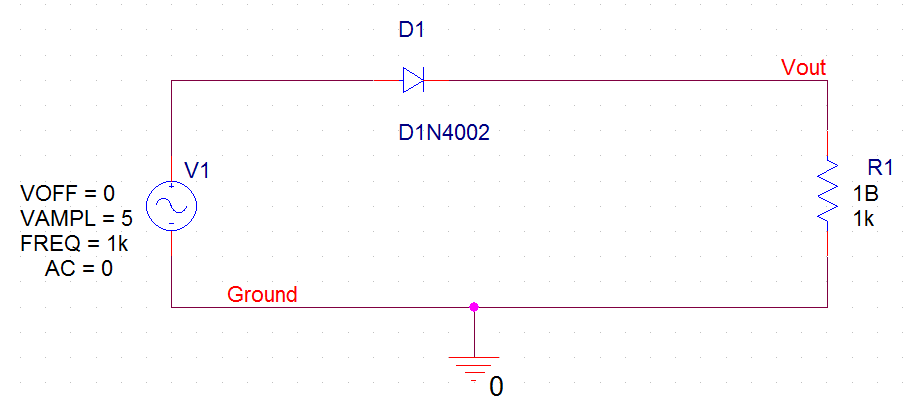 D1
Vout
D1N4002
V1
R1
VOFF = 0
1B
VAMPL = 5
1k
FREQ = 1k
AC = 0
Ground
0